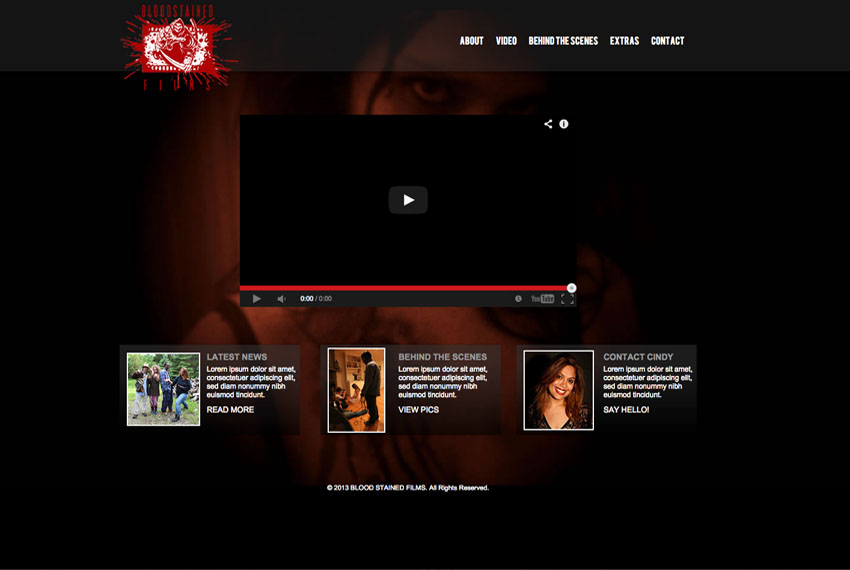 BLOODSTAINED
FILMS
ABOUT VIDEO BEHIND THE SCENES EXTRAS CONTACT
0:00 / 0:00
YouTube
LATEST NEWS
Lorem ipsum dolor sit amet,
consectetuer adipiscing elit,
sed diam nonummy nibh
euismod tincidunt.
READ MORE
BEHIND THE SCENES
Lorem ipsum dolor sit amet,
consectetuer adipiscing elit,
sed diam nonummy nibh
euismod tincidunt.
VIEW PICS
CONTACT CINDY
Lorem ipsum dolor sit amet,
consectetuer adipiscing elit,
sed diam nonummy nibh
euismod tincidunt.
SAY HELLO!
© 2013 BLOOD STAINED FILMS. All Rights Reserved.